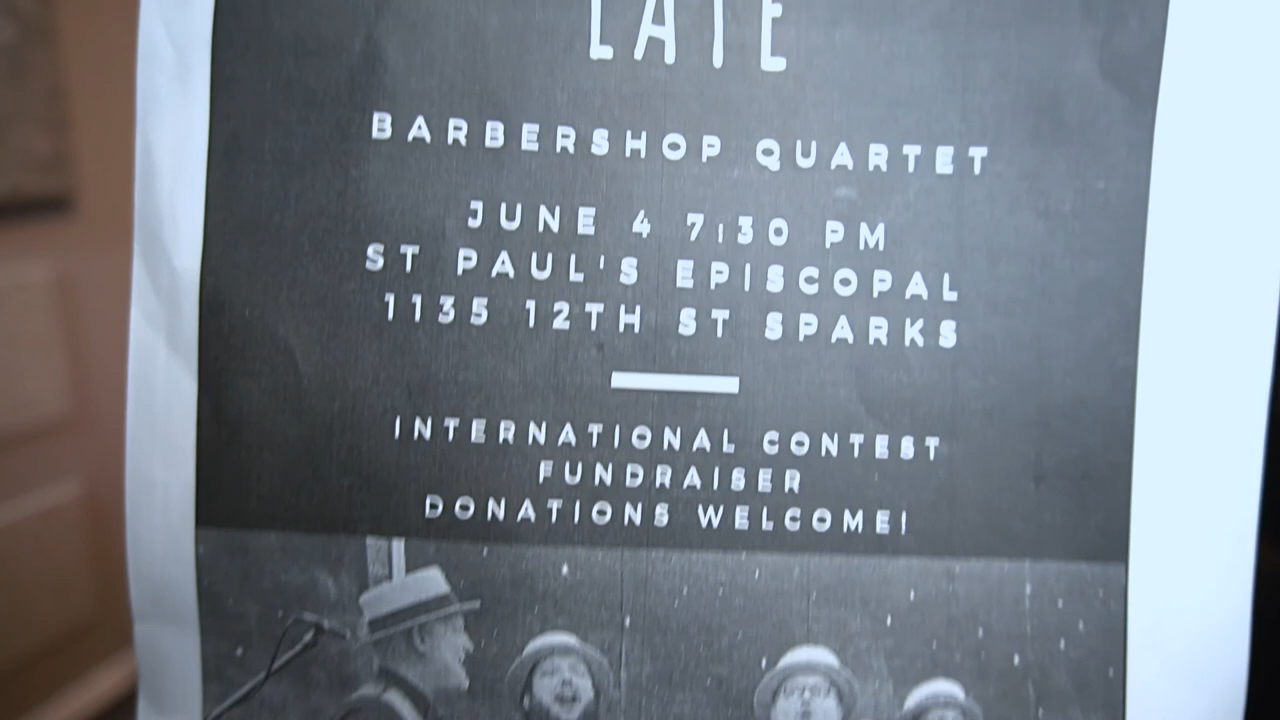 LATE
BARBERSHOP QUARTET
JUNE 4 7:30 PM
ST PAUL'S EPISCOPAL
1135 12TH ST SPARKS
INTERNATIONAL CONTEST
FUNDRAISER
DONATIONS WELCOME!